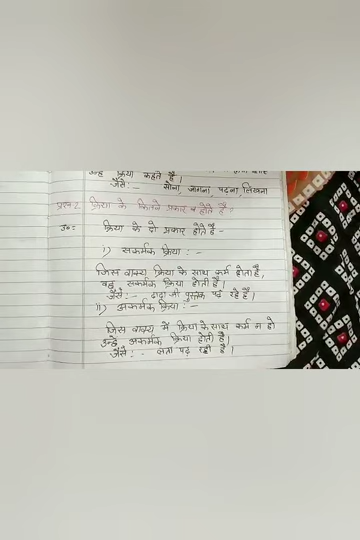 उन्हें क्रिया कहते हैं।
जैसे:- सोना, जागना, पढ़ना, लिखना
प्रश्न 2 क्रिया के कितने प्रकार के होते है?
उ०= क्रिया के दो प्रकार होते है -
i) सकर्मक क्रिया :-
जिस वाक्य क्रिया के साथ कर्म होता है,
वह सकर्मक क्रिया होती है।
जैसे :- दादा जी पुस्तक पढ़ रहे है।
ii) अकर्मक क्रिया :-
जिस वाक्य में क्रिया के साथ कर्म न हो
उन्हें अकर्मक क्रिया होती है।
जैसे :- लता पढ़ रही है।